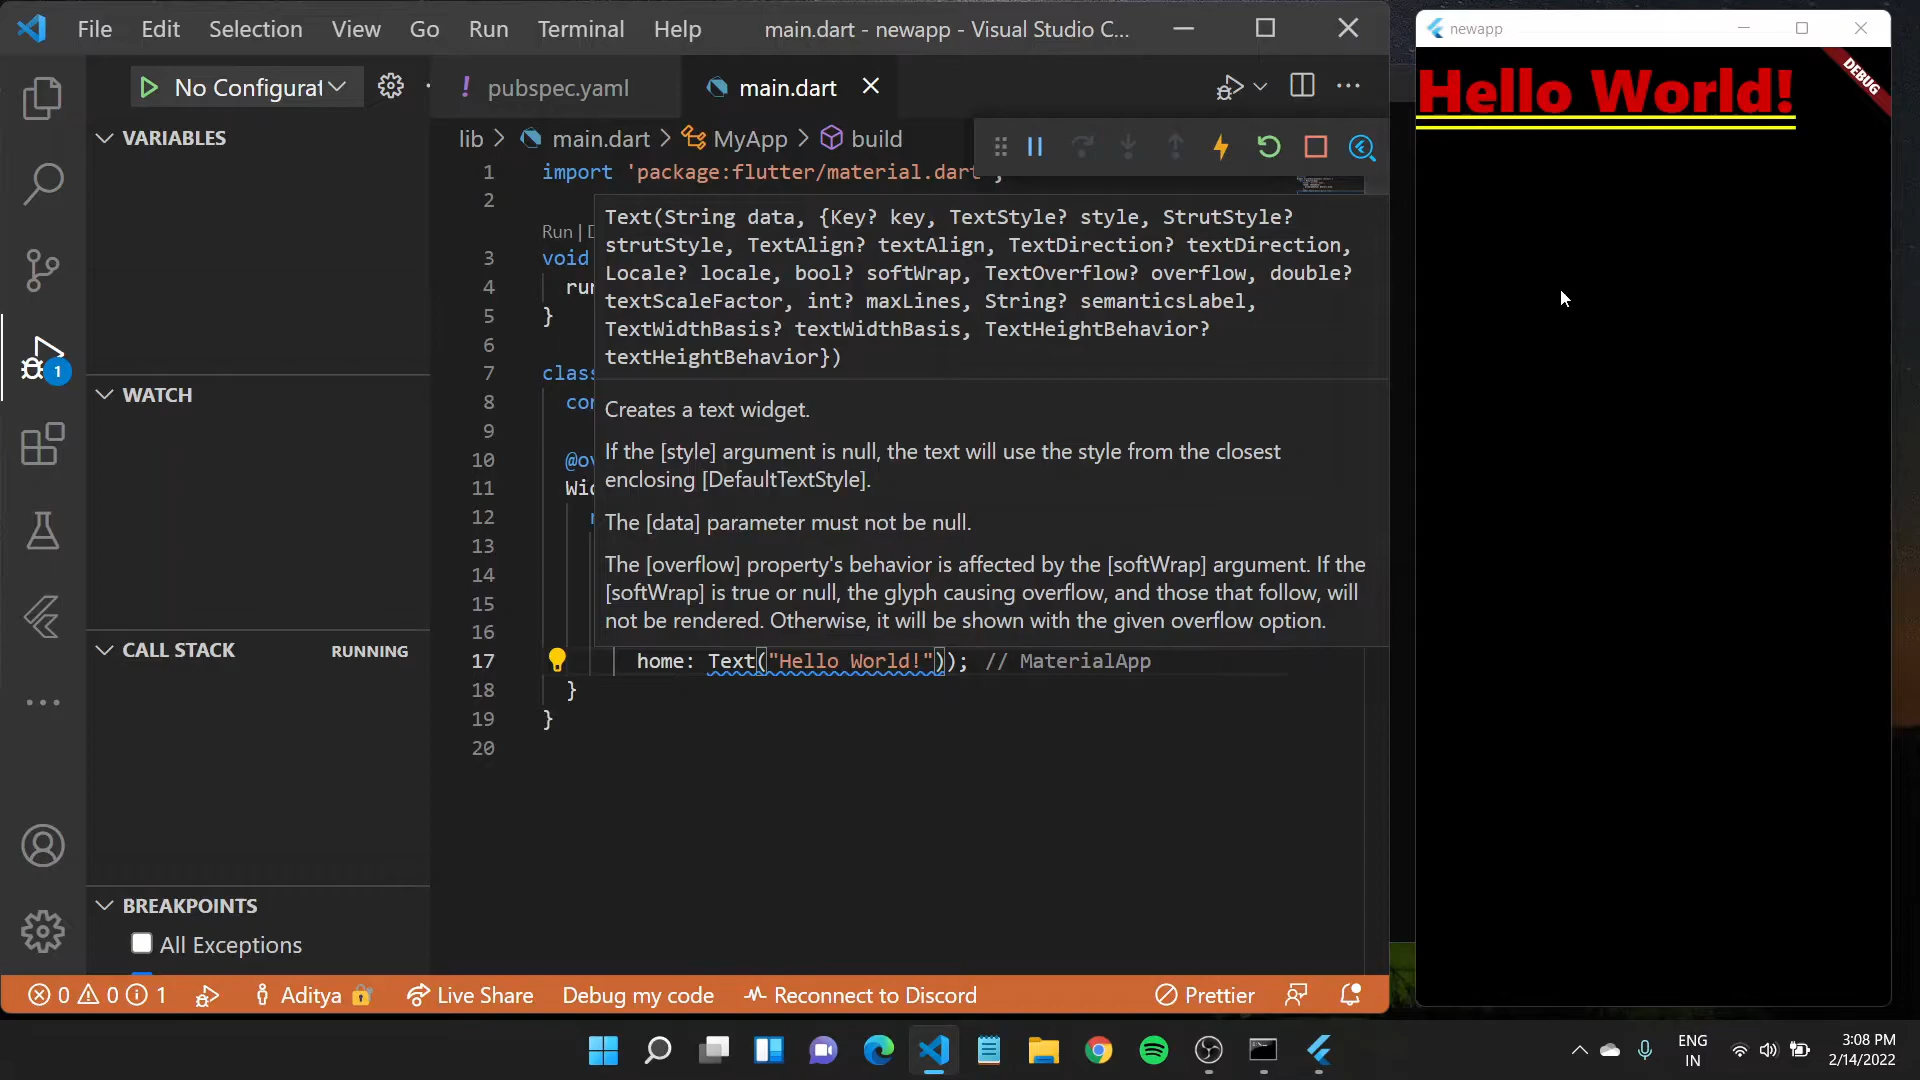 File Edit Selection View Go Run Terminal Help main.dart - newapp - Visual Studio C...
No Configurat
pubspec.yaml
main.dart
VARIABLES
WATCH
CALL STACK RUNNING
BREAKPOINTS
All Exceptions
lib > main.dart > MyApp > build
1 import 'package:flutter/material.dart';
2
Run |
3 void
4 run
5 }
6
7 class
8 con
9
10 @ov
11 Wid
12
13
14
15
16
17 home: Text("Hello World!")); // MaterialApp
18 }
19 }
20
Text(String data, {Key? key, TextStyle? style, StrutStyle?
strutStyle, TextAlign? textAlign, TextDirection? textDirection,
Locale? locale, bool? softWrap, TextOverflow? overflow, double?
textScaleFactor, int? maxLines, String? semanticsLabel,
TextWidthBasis? textWidthBasis, TextHeightBehavior?
textHeightBehavior})
Creates a text widget.
If the [style] argument is null, the text will use the style from the closest
enclosing [DefaultTextStyle].
The [data] parameter must not be null.
The [overflow] property's behavior is affected by the [softWrap] argument. If the
[softWrap] is true or null, the glyph causing overflow, and those that follow, will
not be rendered. Otherwise, it will be shown with the given overflow option.
1
0 0 1 Aditya Live Share Debug my code Reconnect to Discord Prettier
newapp
Hello World!
DEBUG
ENG
IN
3:08 PM
2/14/2022